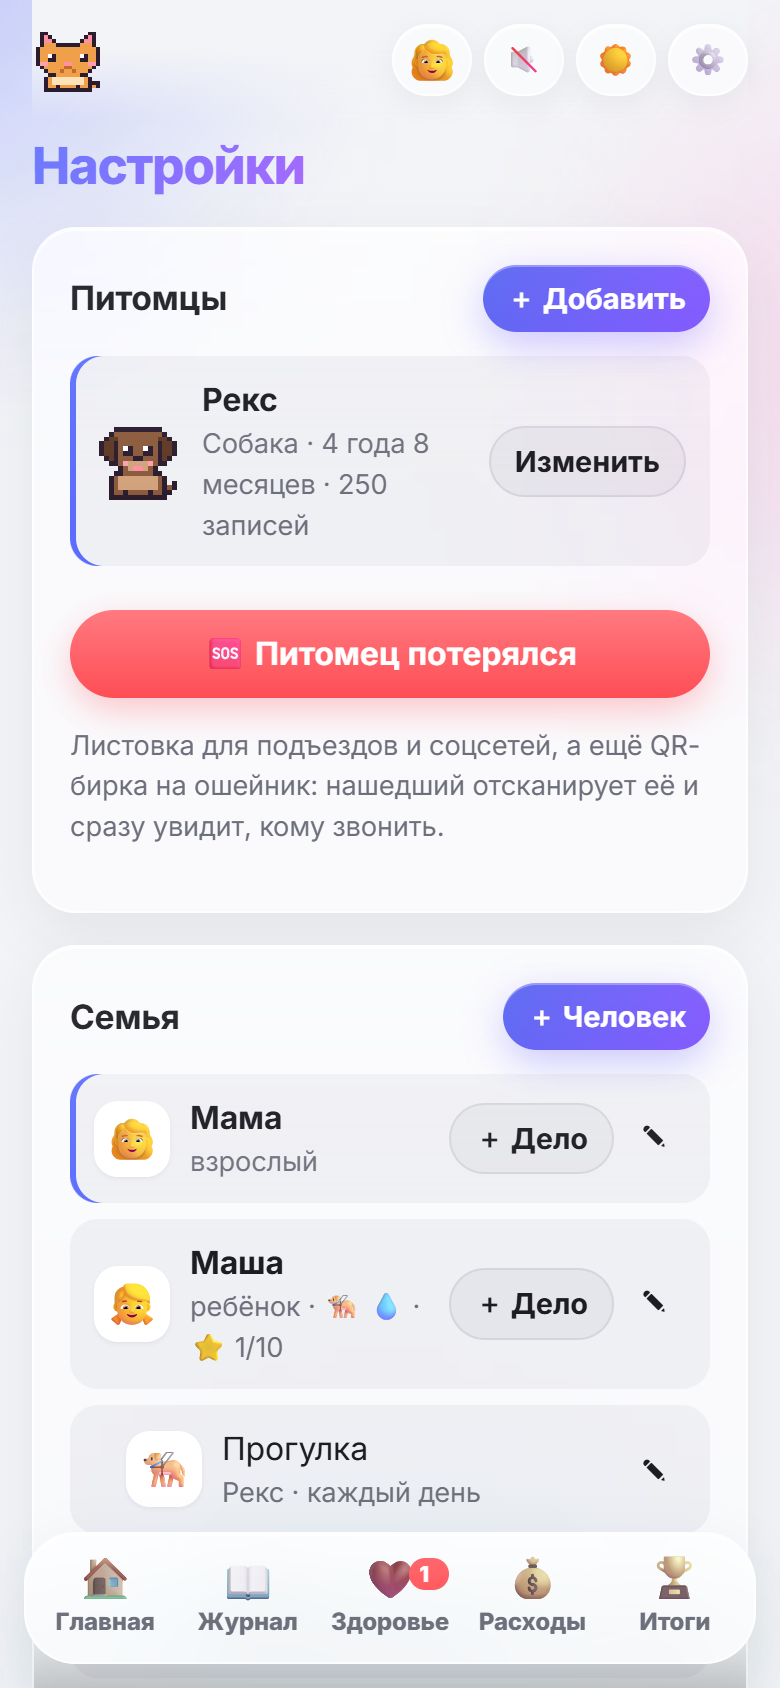 Настройки
Питомцы
+ Добавить
Рекс
Собака · 4 года 8
месяцев · 250
записей
Изменить
SOS Питомец потерялся
Листовка для подъездов и соцсетей, а ещё QR-
бирка на ошейник: нашедший отсканирует её и
сразу увидит, кому звонить.
Семья
+ Человек
Мама
взрослый
+ Дело
Маша
ребёнок · ·
1/10
+ Дело
Прогулка
Рекс · каждый день
1
Главная
Журнал
Здоровье
Расходы
Итоги